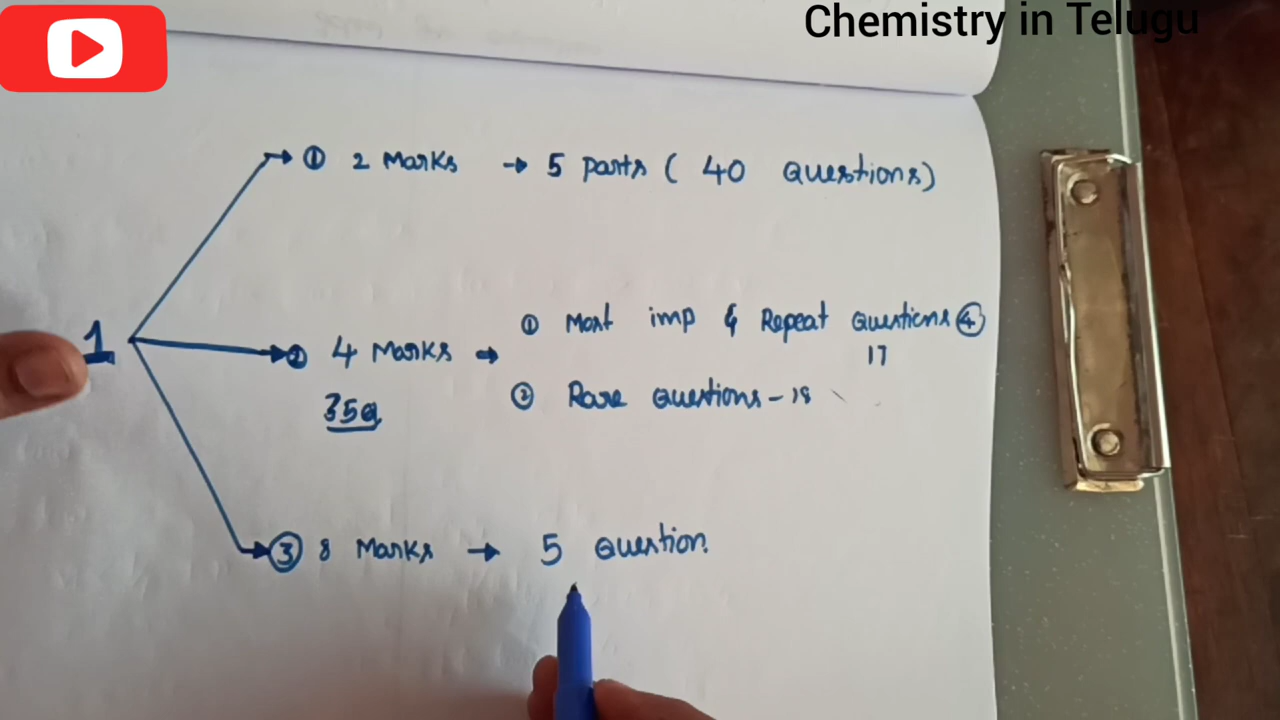 Chemistry in Telugu
① 2 Marks → 5 parts ( 40 Questions)
1
② 4 Marks →
① Most imp & Repeat Questions ④
17
35Q
② Rare Questions - 18
③ 8 Marks → 5 Question